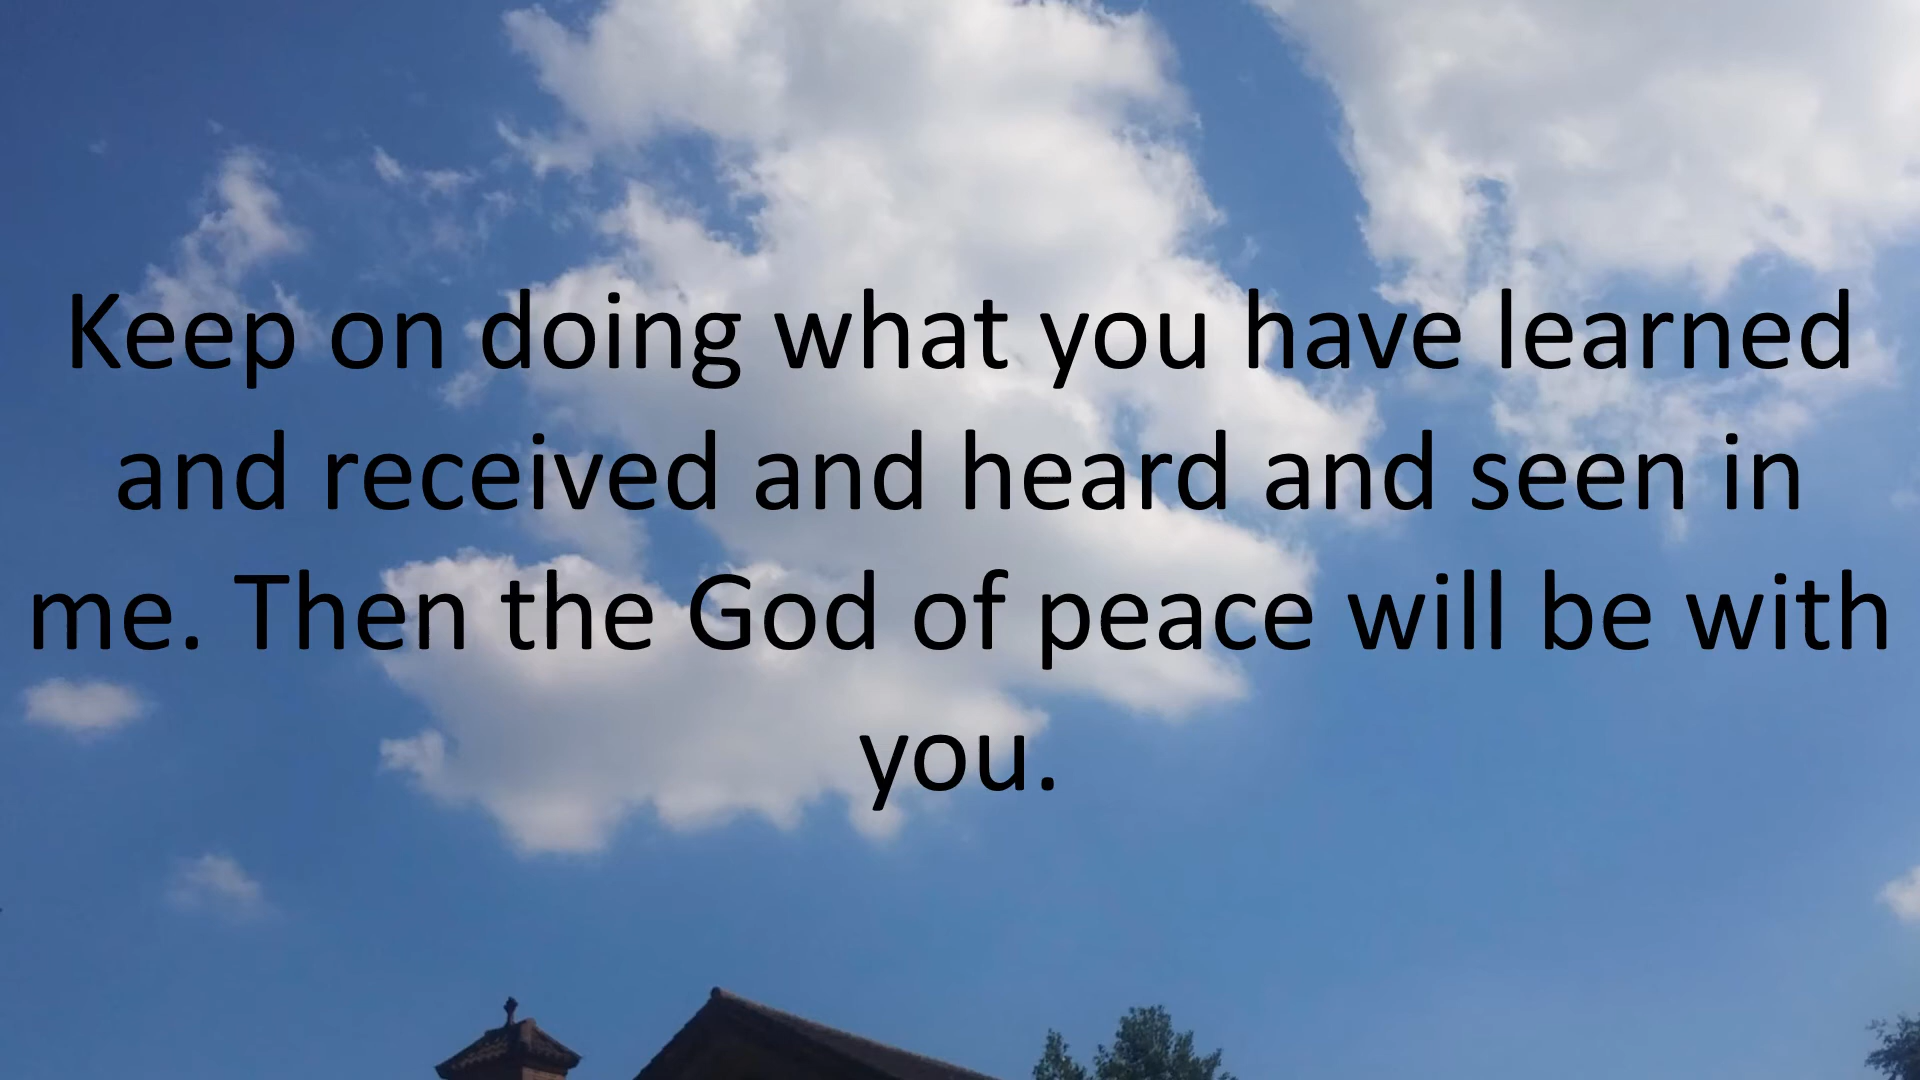 Keep on doing what you have learned
and received and heard and seen in
me. Then the God of peace will be with
you.